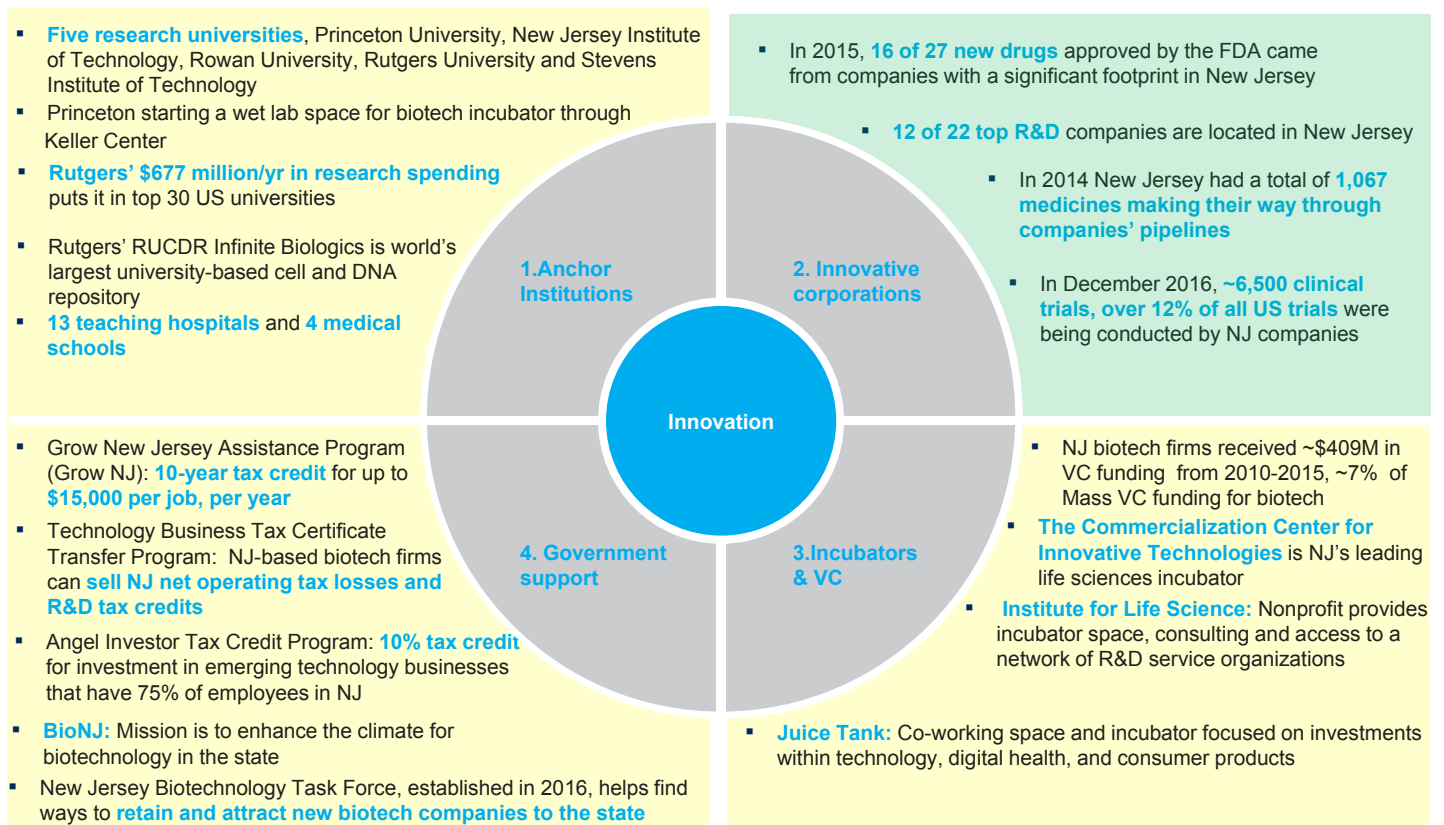 ▪ Five research universities, Princeton University, New Jersey Institute
of Technology, Rowan University, Rutgers University and Stevens
Institute of Technology
▪ Princeton starting a wet lab space for biotech incubator through
Keller Center
▪ Rutgers’ $677 million/yr in research spending
puts it in top 30 US universities
▪ Rutgers’ RUCDR Infinite Biologics is world’s
largest university-based cell and DNA
repository
▪ 13 teaching hospitals and 4 medical
schools
1.Anchor
Institutions
▪ In 2015, 16 of 27 new drugs approved by the FDA came
from companies with a significant footprint in New Jersey
▪ 12 of 22 top R&D companies are located in New Jersey
▪ In 2014 New Jersey had a total of 1,067
medicines making their way through
companies’ pipelines
▪ In December 2016, ~6,500 clinical
trials, over 12% of all US trials were
being conducted by NJ companies
2. Innovative
corporations
Innovation
▪ Grow New Jersey Assistance Program
(Grow NJ): 10-year tax credit for up to
$15,000 per job, per year
▪ Technology Business Tax Certificate
Transfer Program: NJ-based biotech firms
can sell NJ net operating tax losses and
R&D tax credits
▪ Angel Investor Tax Credit Program: 10% tax credit
for investment in emerging technology businesses
that have 75% of employees in NJ
▪ BioNJ: Mission is to enhance the climate for
biotechnology in the state
▪ New Jersey Biotechnology Task Force, established in 2016, helps find
ways to retain and attract new biotech companies to the state
4. Government
support
3.Incubators
& VC
▪ NJ biotech firms received ~$409M in
VC funding from 2010-2015, ~7% of
Mass VC funding for biotech
▪ The Commercialization Center for
Innovative Technologies is NJ’s leading
life sciences incubator
▪ Institute for Life Science: Nonprofit provides
incubator space, consulting and access to a
network of R&D service organizations
▪ Juice Tank: Co-working space and incubator focused on investments
within technology, digital health, and consumer products